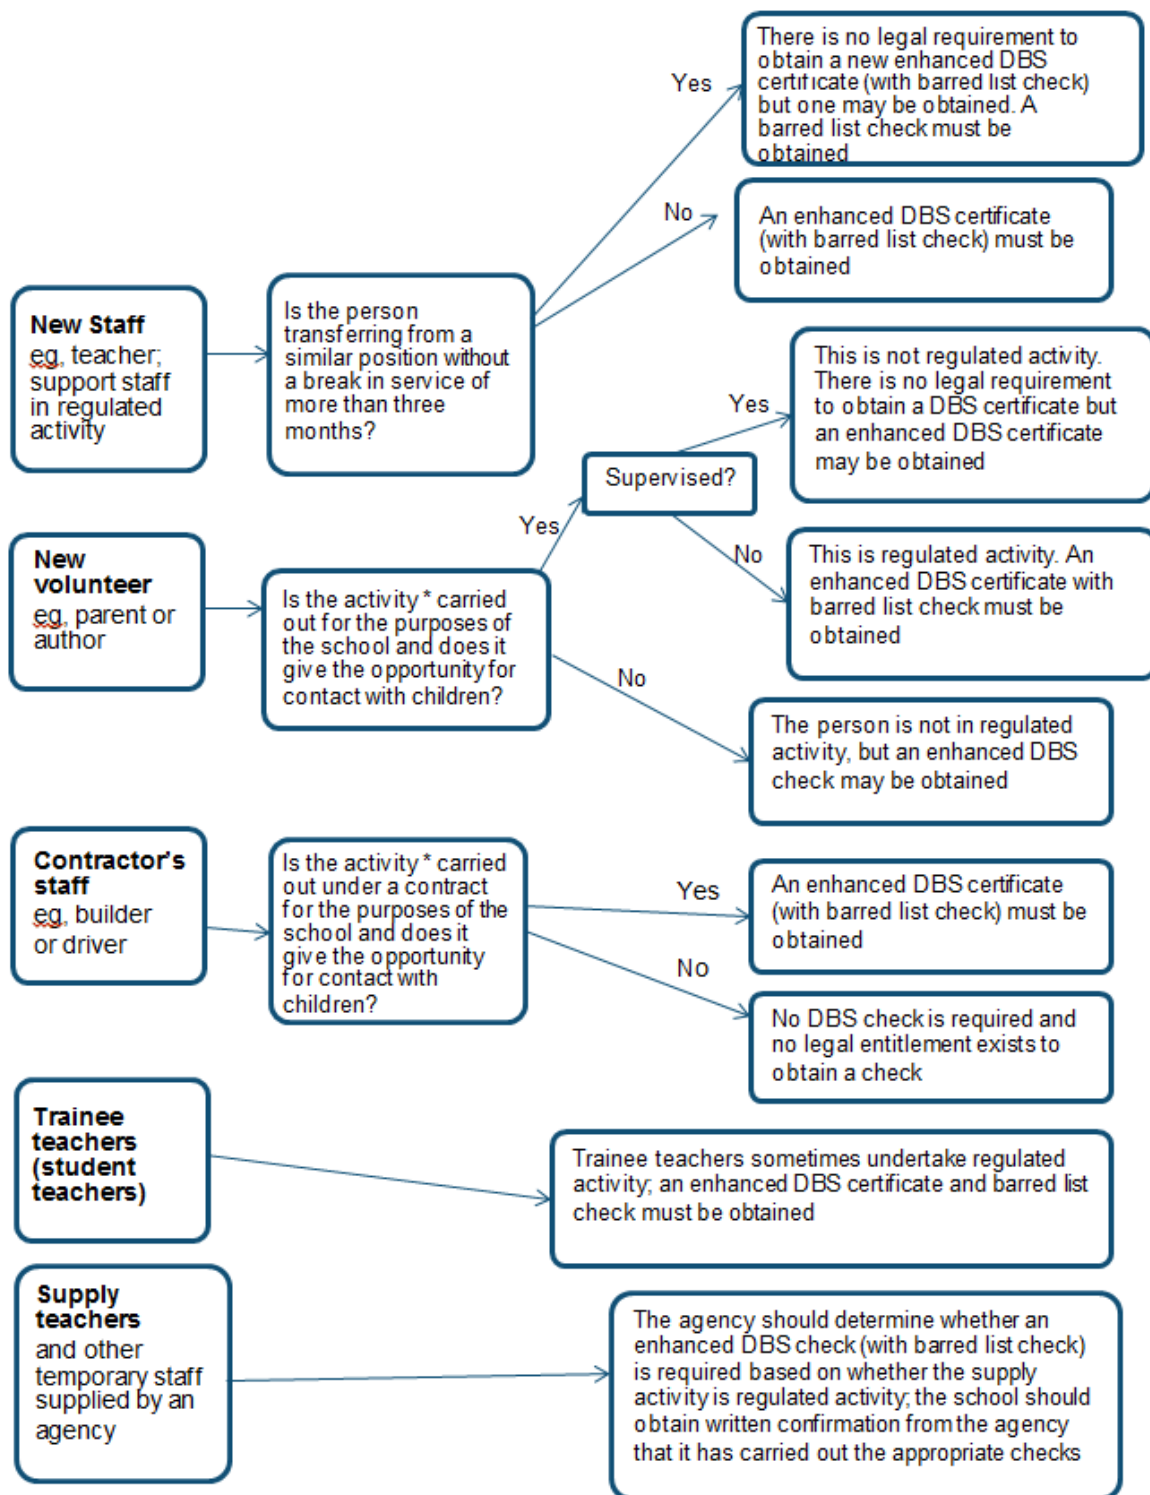 New Staff
eg, teacher;
support staff
in regulated
activity
Is the person
transferring from a
similar position without
a break in service of
more than three
months?
Yes
There is no legal requirement to
obtain a new enhanced DBS
certificate (with barred list check)
but one may be obtained. A
barred list check must be
obtained
No
An enhanced DBS certificate
(with barred list check) must be
obtained
New
volunteer
eg, parent or
author
Is the activity * carried
out for the purposes of
the school and does it
give the opportunity for
contact with children?
Yes
Supervised?
Yes
This is not regulated activity.
There is no legal requirement
to obtain a DBS certificate but
an enhanced DBS certificate
may be obtained
No
This is regulated activity. An
enhanced DBS certificate with
barred list check must be
obtained
No
The person is not in regulated
activity, but an enhanced DBS
check may be obtained
Contractor's
staff
eg, builder
or driver
Is the activity * carried
out under a contract
for the purposes of the
school and does it
give the opportunity
for contact with
children?
Yes
An enhanced DBS certificate
(with barred list check) must be
obtained
No
No DBS check is required and
no legal entitlement exists to
obtain a check
Trainee
teachers
(student
teachers)
Trainee teachers sometimes undertake regulated
activity; an enhanced DBS certificate and barred list
check must be obtained
Supply
teachers
and other
temporary staff
supplied by an
agency
The agency should determine whether an
enhanced DBS check (with barred list check)
is required based on whether the supply
activity is regulated activity; the school should
obtain written confirmation from the agency
that it has carried out the appropriate checks